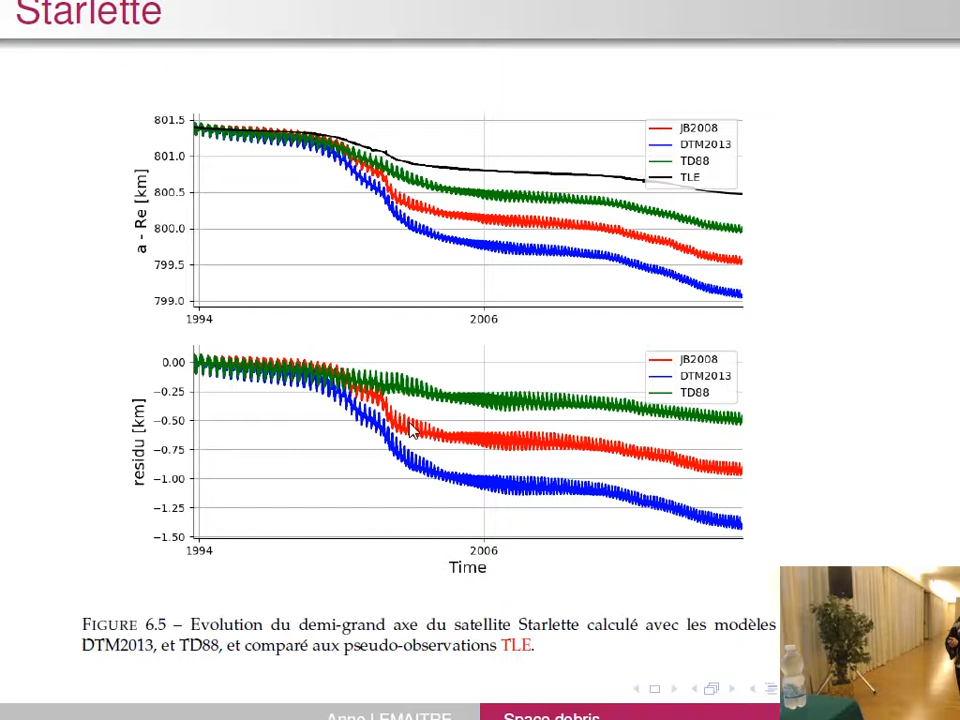 Starlette
801.5
801.0
800.5
800.0
799.5
799.0
a - Re [km]
JB2008
DTM2013
TD88
TLE
1994
2006
0.00
−0.25
−0.50
−0.75
−1.00
−1.25
−1.50
residu [km]
JB2008
DTM2013
TD88
1994
2006
Time
FIGURE 6.5 – Evolution du demi-grand axe du satellite Starlette calculé avec les modèles
DTM2013, et TD88, et comparé aux pseudo-observations TLE.
Anne LEMAITRE
Space debris